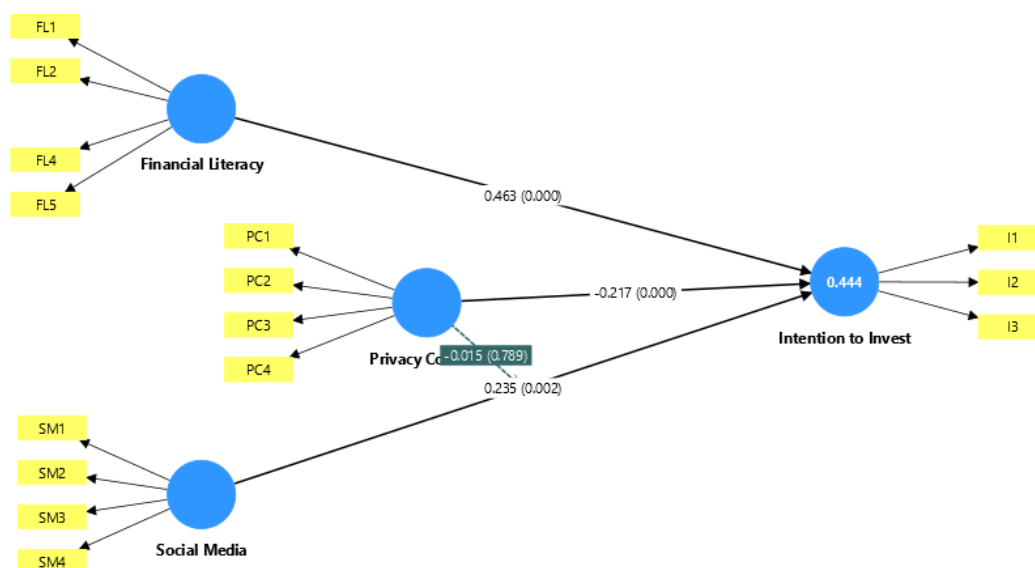 FL1
FL2
FL4
FL5
Financial Literacy
0.463 (0.000)
PC1
PC2
PC3
PC4
Privacy
-0.015 (0.789)
-0.217 (0.000)
0.235 (0.002)
0.444
Intention to Invest
I1
I2
I3
SM1
SM2
SM3
SM4
Social Media